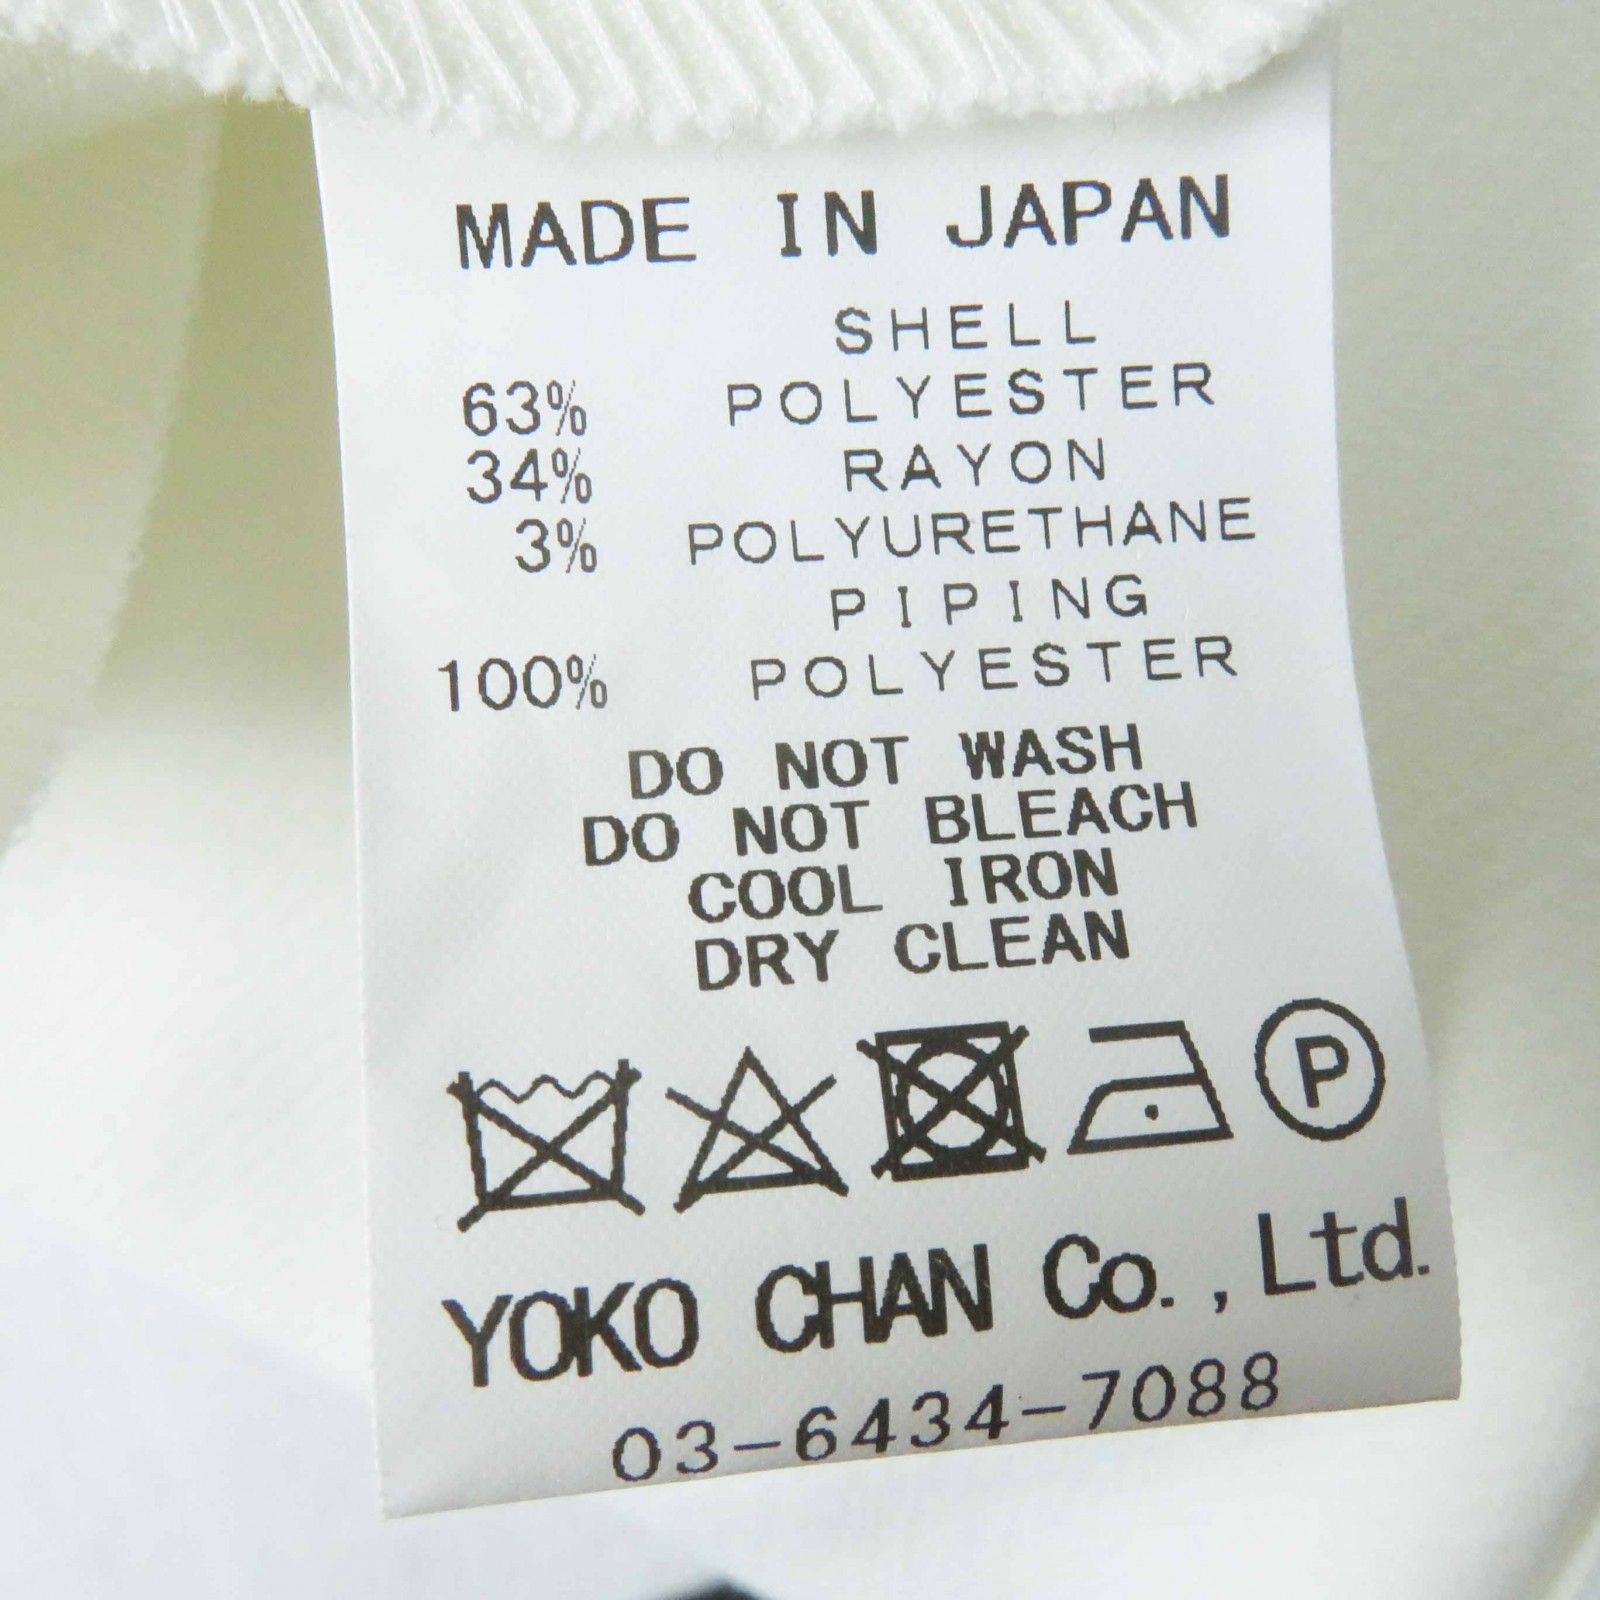 MADE IN JAPAN
SHELL
63% POLYESTER
34% RAYON
3% POLYURETHANE
PIPING
100% POLYESTER
DO NOT WASH
DO NOT BLEACH
COOL IRON
DRY CLEAN
P
YOKO CHAN Co., Ltd.
03-6434-7088